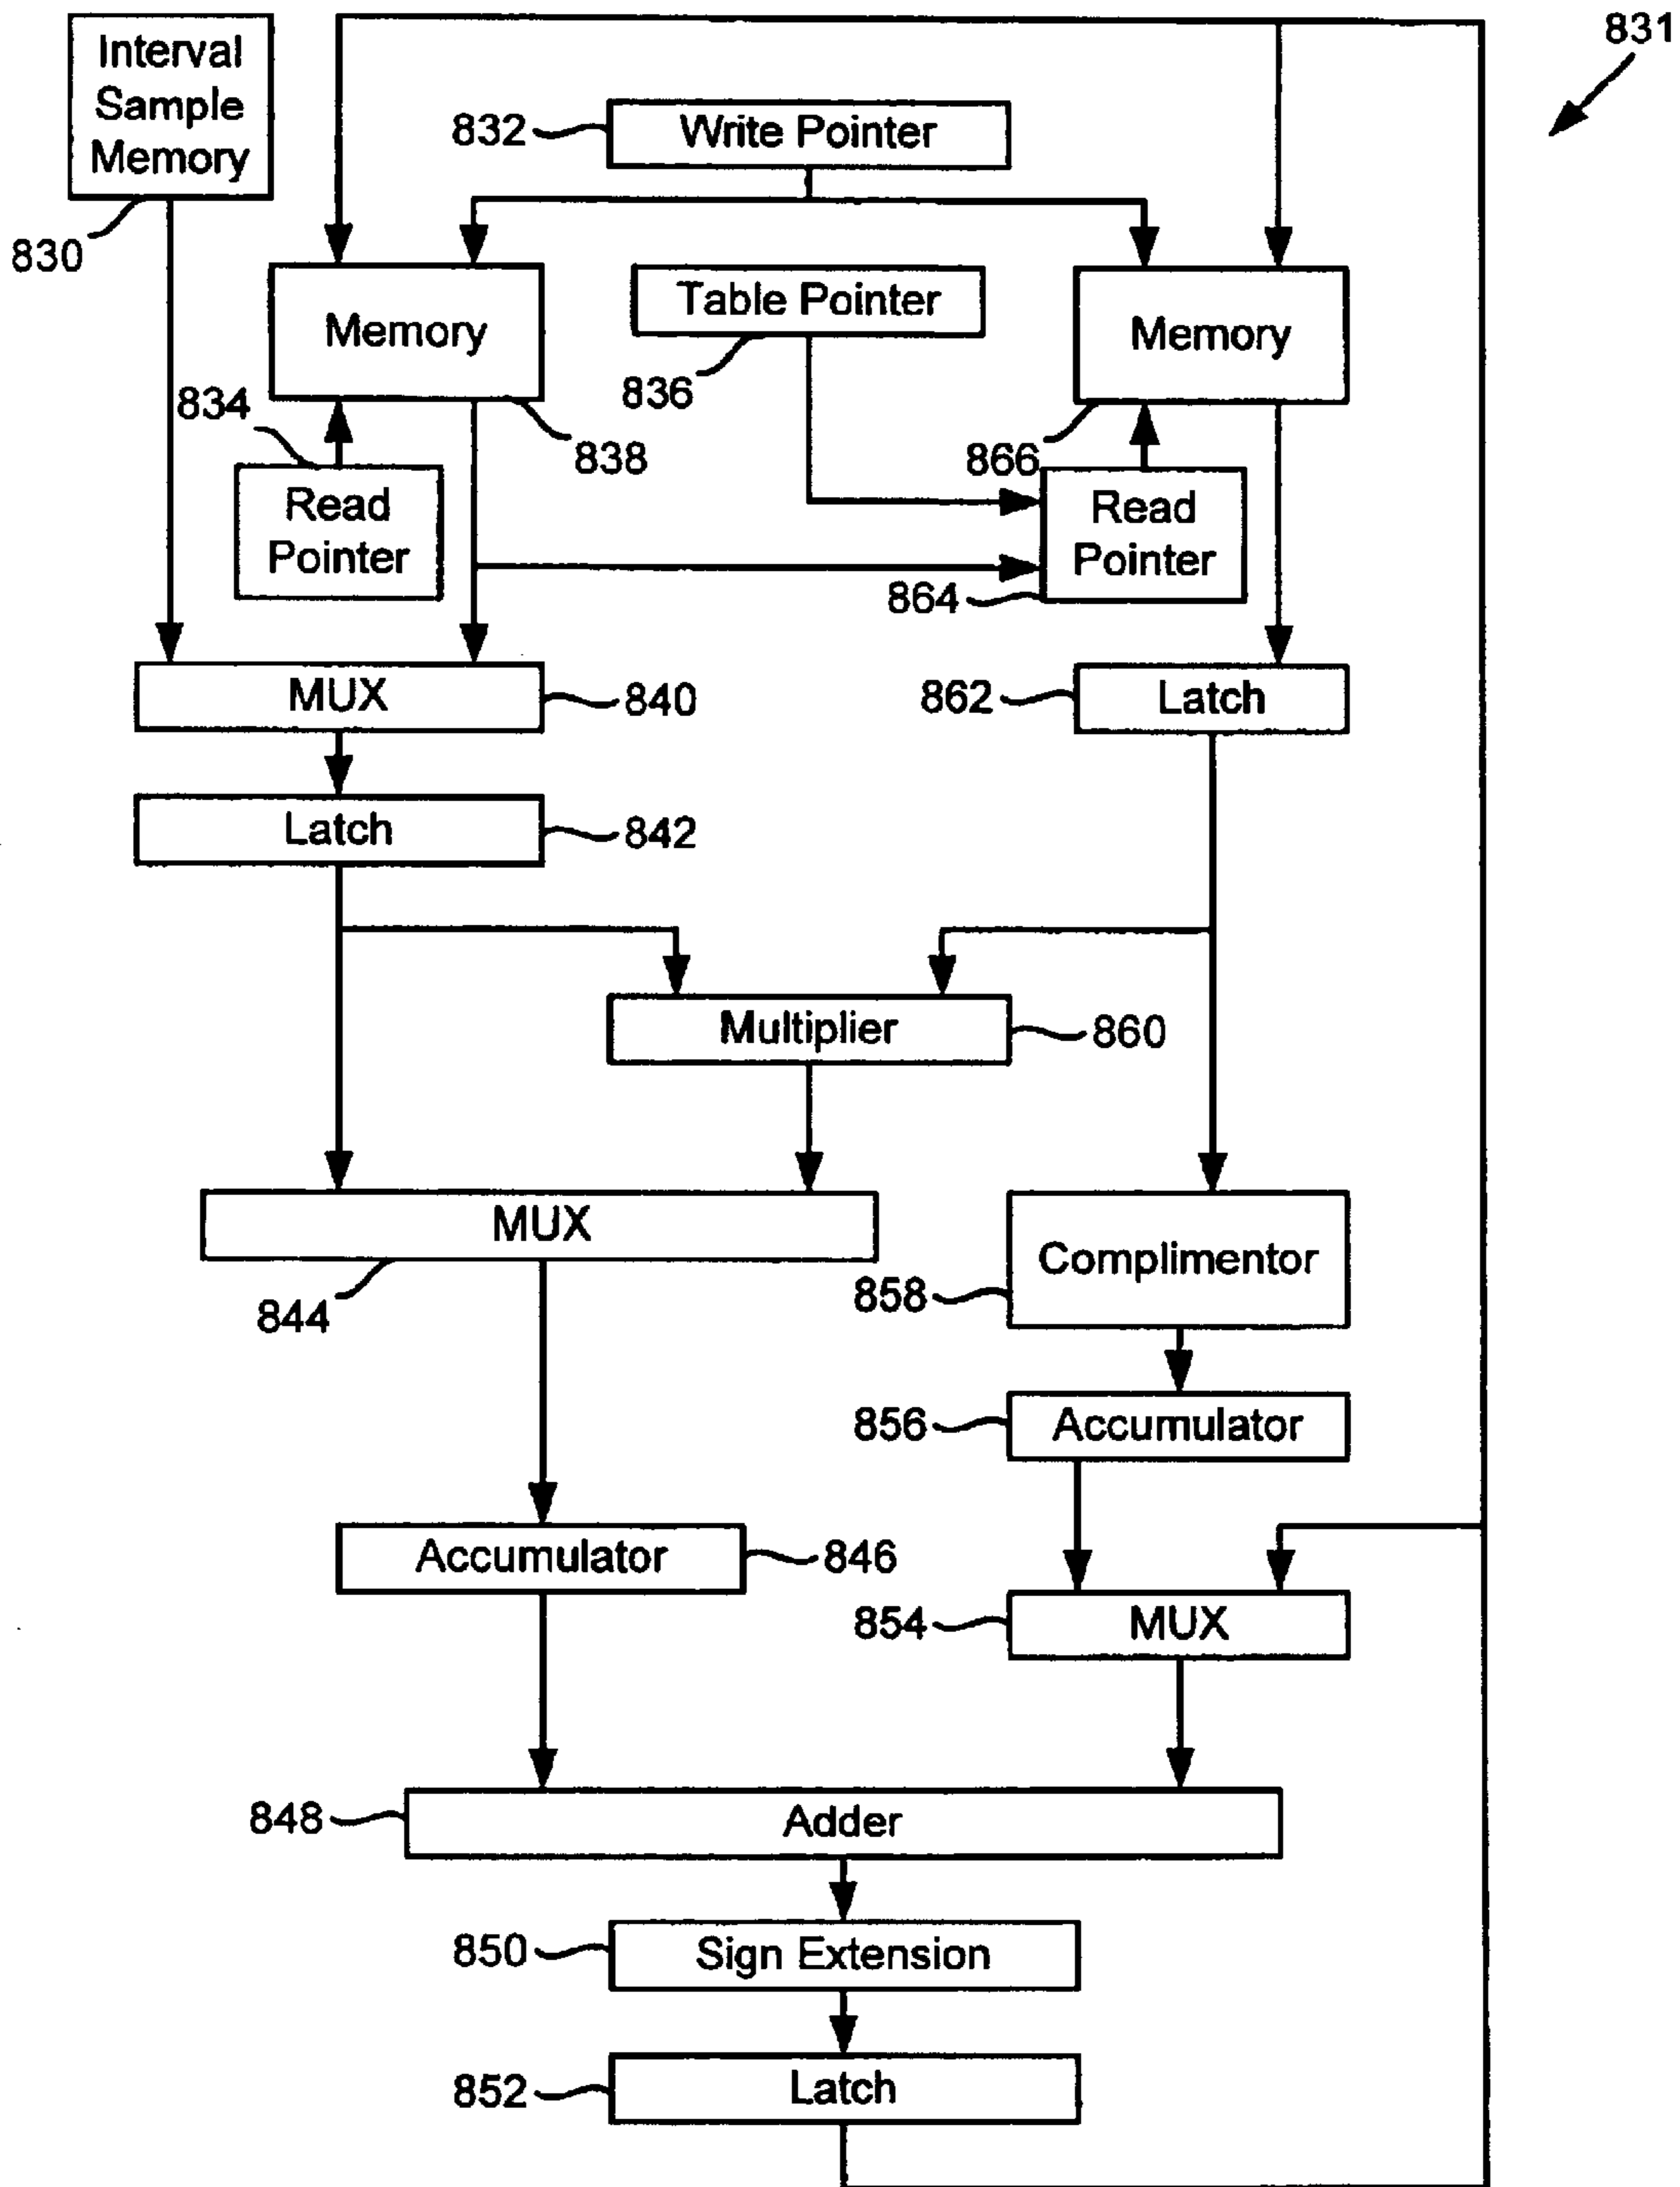 Interval
Sample
Memory
831
832
Write Pointer
830
Memory
Table Pointer
Memory
834
836
838
866
Read
Pointer
Read
Pointer
864
MUX
840
862
Latch
Latch
842
Multiplier
860
MUX
844
Complimentor
858
856
Accumulator
Accumulator
846
854
MUX
848
Adder
850
Sign Extension
852
Latch